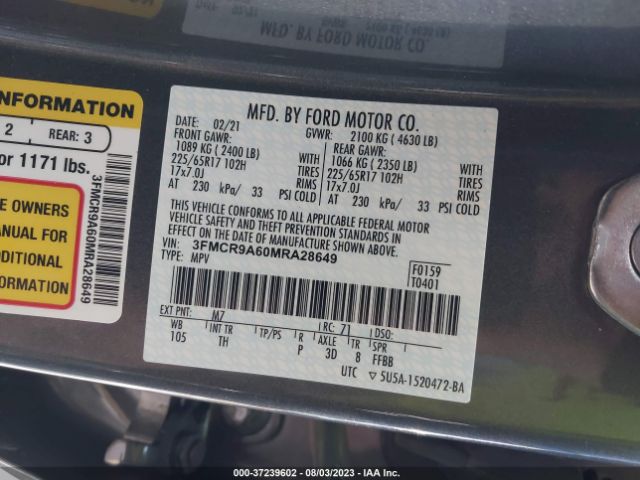 MFD. BY FORD MOTOR CO.
NFORMATION
2 REAR: 3
or 1171 lbs.
E OWNERS
MANUAL FOR
DDITIONAL
FORMATION
3FMCR9A60MRA28649
MFD. BY FORD MOTOR CO.
DATE: 02/21 GVWR: 2100 KG ( 4630 LB)
FRONT GAWR: REAR GAWR:
1089 KG ( 2400 LB) WITH 1066 KG ( 2350 LB)
225/65R17 102H TIRES 225/65R17 102H
17x7.0J RIMS 17x7.0J
AT 230 kPa/ 33 PSI COLD AT 230 kPa/ 33 PSI COLD
WITH
TIRES
RIMS
THIS VEHICLE CONFORMS TO ALL APPLICABLE FEDERAL MOTOR
VEHICLE SAFETY AND THEFT PREVENTION STANDARDS IN
EFFECT ON THE DATE OF MANUFACTURE SHOWN ABOVE.
VIN: 3FMCR9A60MRA28649
TYPE: MPV
F0159
T0401
EXT PNT: M7 RC: 71 DSO:
WB INT TR TP/PS R AXLE TR SPR
105 TH P 3D 8 FFBB
UTC ▽ 5U5A-1520472-BA
000-37239602 - 08/03/2023 - IAA Inc.